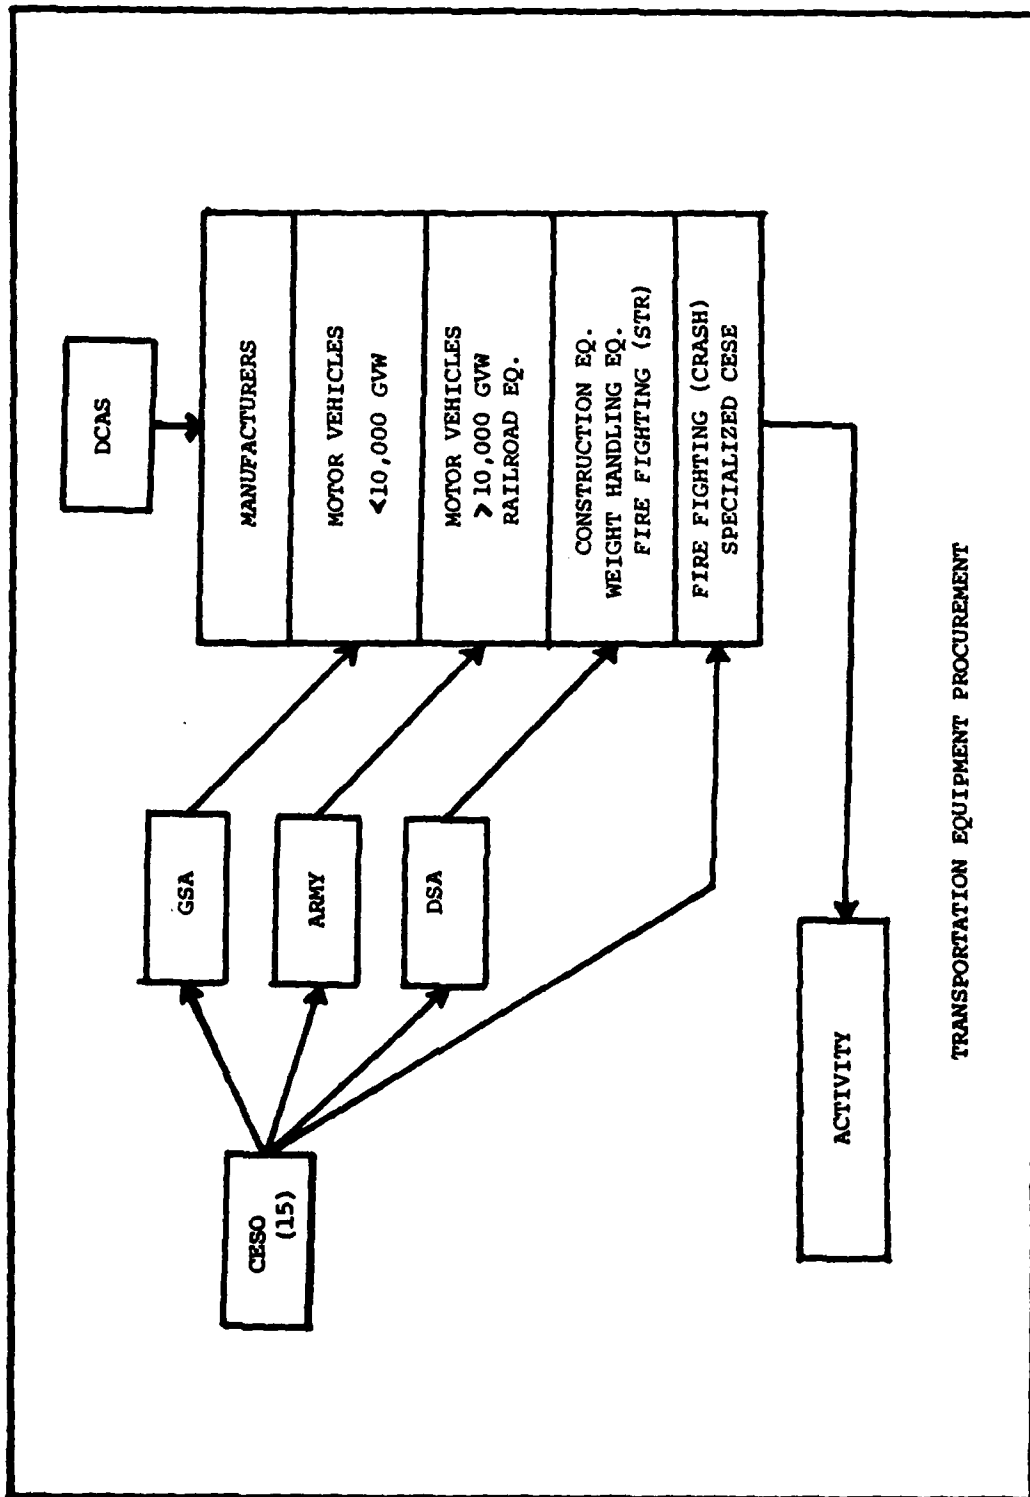 DCAS
MANUFACTURERS
MOTOR VEHICLES
<10,000 GVW
MOTOR VEHICLES
>10,000 GVW
RAILROAD EQ.
CONSTRUCTION EQ.
WEIGHT HANDLING EQ.
FIRE FIGHTING (STR)
FIRE FIGHTING (CRASH)
SPECIALIZED CESE
GSA
ARMY
DSA
CESO
(15)
ACTIVITY
TRANSPORTATION EQUIPMENT PROCUREMENT